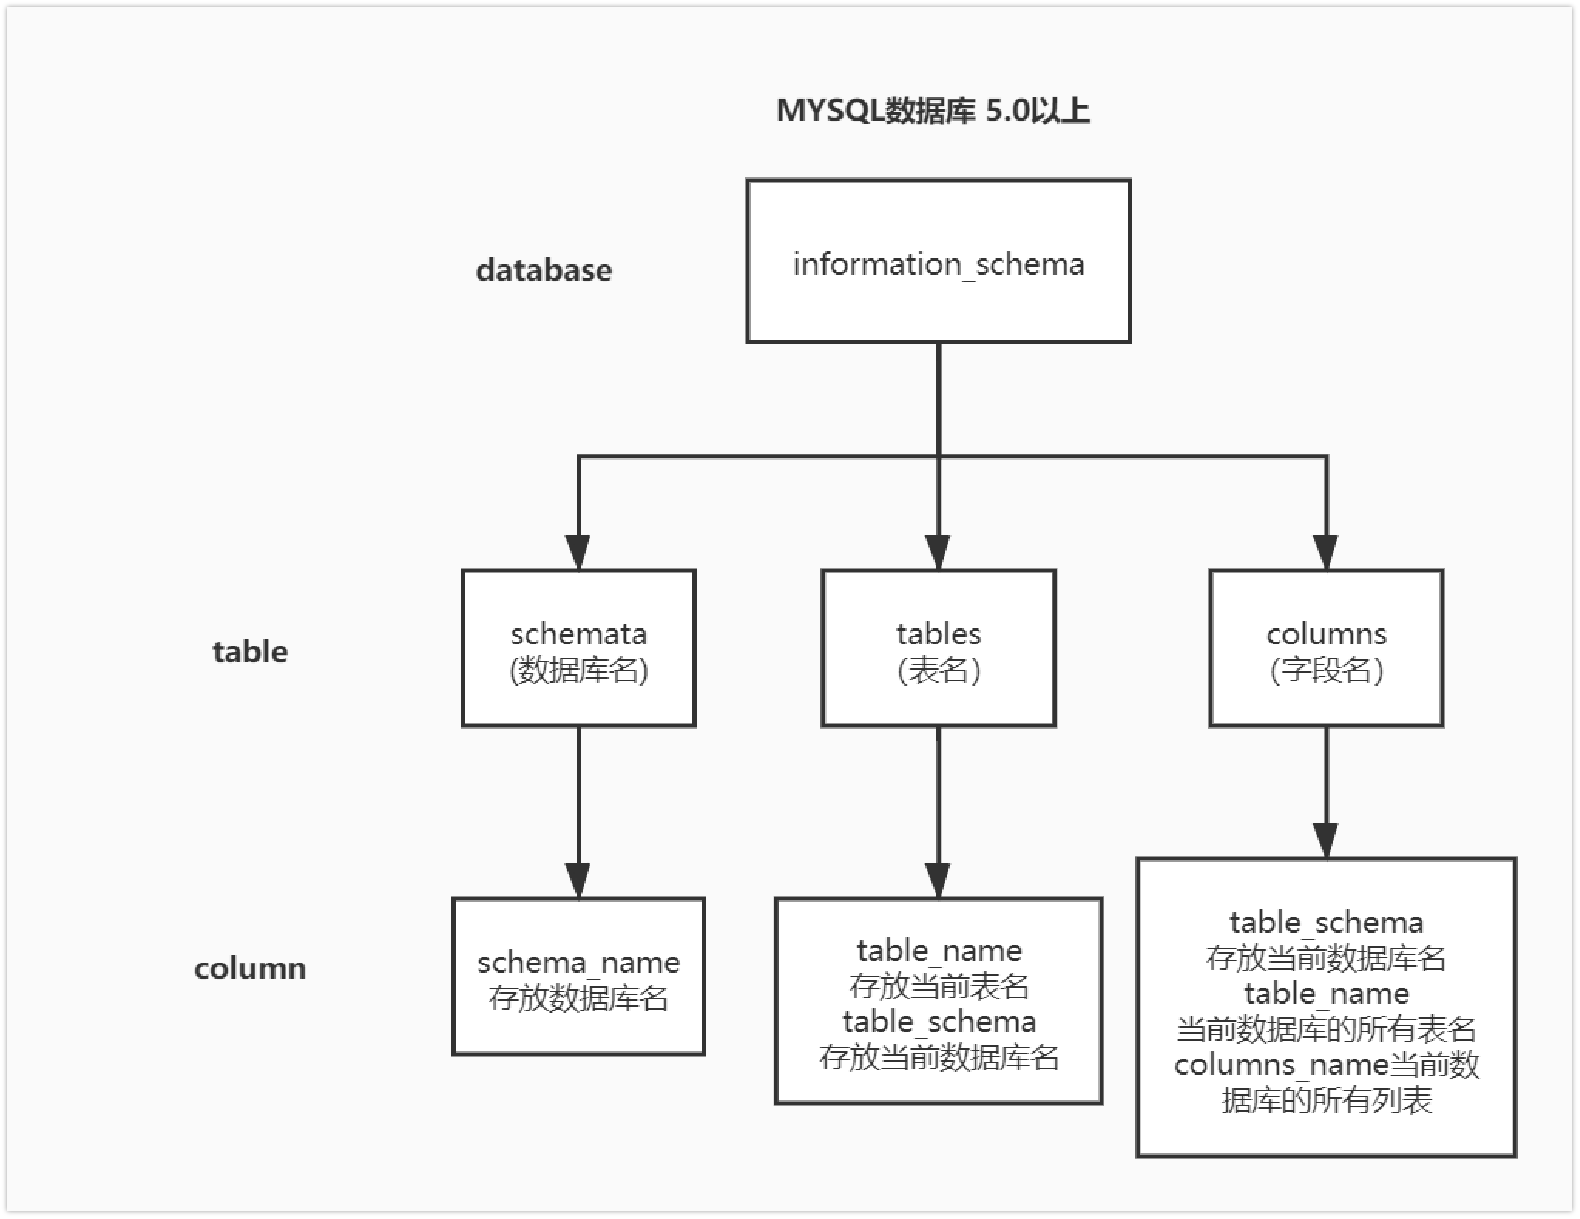 MYSQL数据库 5.0以上
database
information_schema
table
schemata
(数据库名)
tables
(表名)
columns
(字段名)
column
schema_name
存放数据库名
table_name
存放当前表名
table_schema
存放当前数据库名
table_schema
存放当前数据库名
table_name
当前数据库的所有表名
columns_name当前数
据库的所有列表